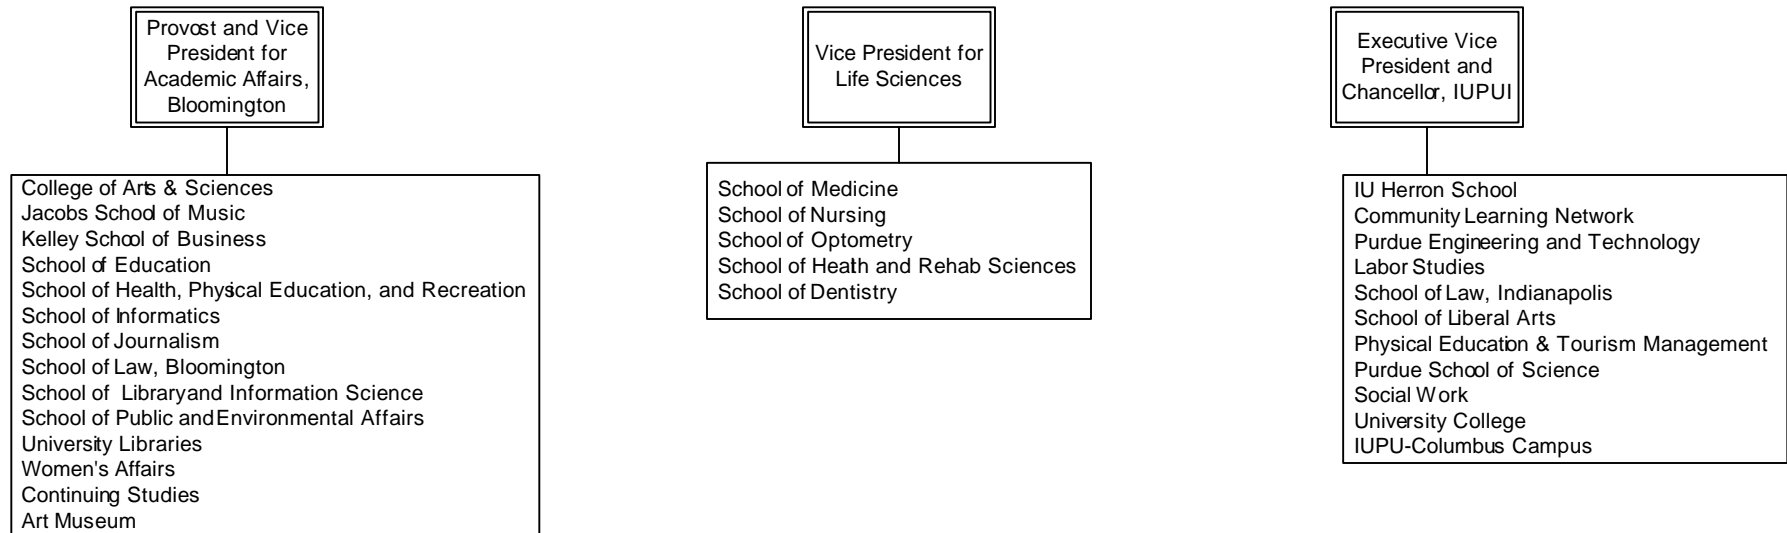 Provost and Vice
President for
Academic Affairs,
Bloomington
College of Arts & Sciences
Jacobs School of Music
Kelley School of Business
School of Education
School of Health, Physical Education, and Recreation
School of Informatics
School of Journalism
School of Law, Bloomington
School of Library and Information Science
School of Public and Environmental Affairs
University Libraries
Women's Affairs
Continuing Studies
Art Museum
Vice President for
Life Sciences
School of Medicine
School of Nursing
School of Optometry
School of Health and Rehab Sciences
School of Dentistry
Executive Vice
President and
Chancellor, IUPUI
IU Herron School
Community Learning Network
Purdue Engineering and Technology
Labor Studies
School of Law, Indianapolis
School of Liberal Arts
Physical Education & Tourism Management
Purdue School of Science
Social Work
University College
IUPU-Columbus Campus